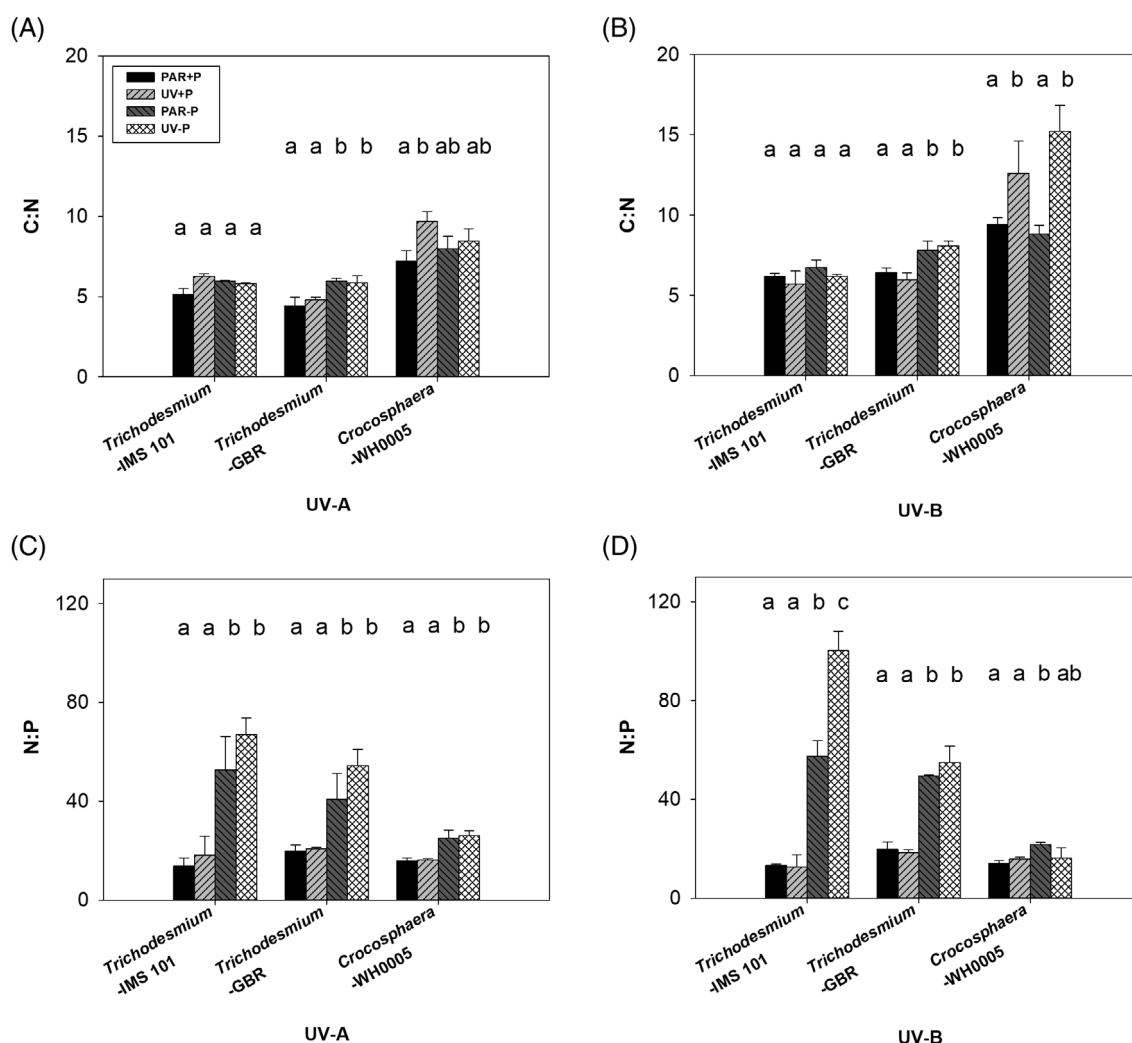 (A)
20
15
10
5
0
C:N
PAR+P
UV+P
PAR-P
UV-P
a a a a
a a b b
a b ab ab
Trichodesmium
-IMS 101
Trichodesmium
-GBR
Crocosphaera
-WH0005
UV-A
(B)
20
15
10
5
0
C:N
a a a a
a a b b
a b a b
Trichodesmium
-IMS 101
Trichodesmium
-GBR
Crocosphaera
-WH0005
UV-B
(C)
120
80
40
0
N:P
a a b b
a a b b
a a b b
Trichodesmium
-IMS 101
Trichodesmium
-GBR
Crocosphaera
-WH0005
UV-A
(D)
120
80
40
0
N:P
a a b c
a a b b
a a b ab
Trichodesmium
-IMS 101
Trichodesmium
-GBR
Crocosphaera
-WH0005
UV-B